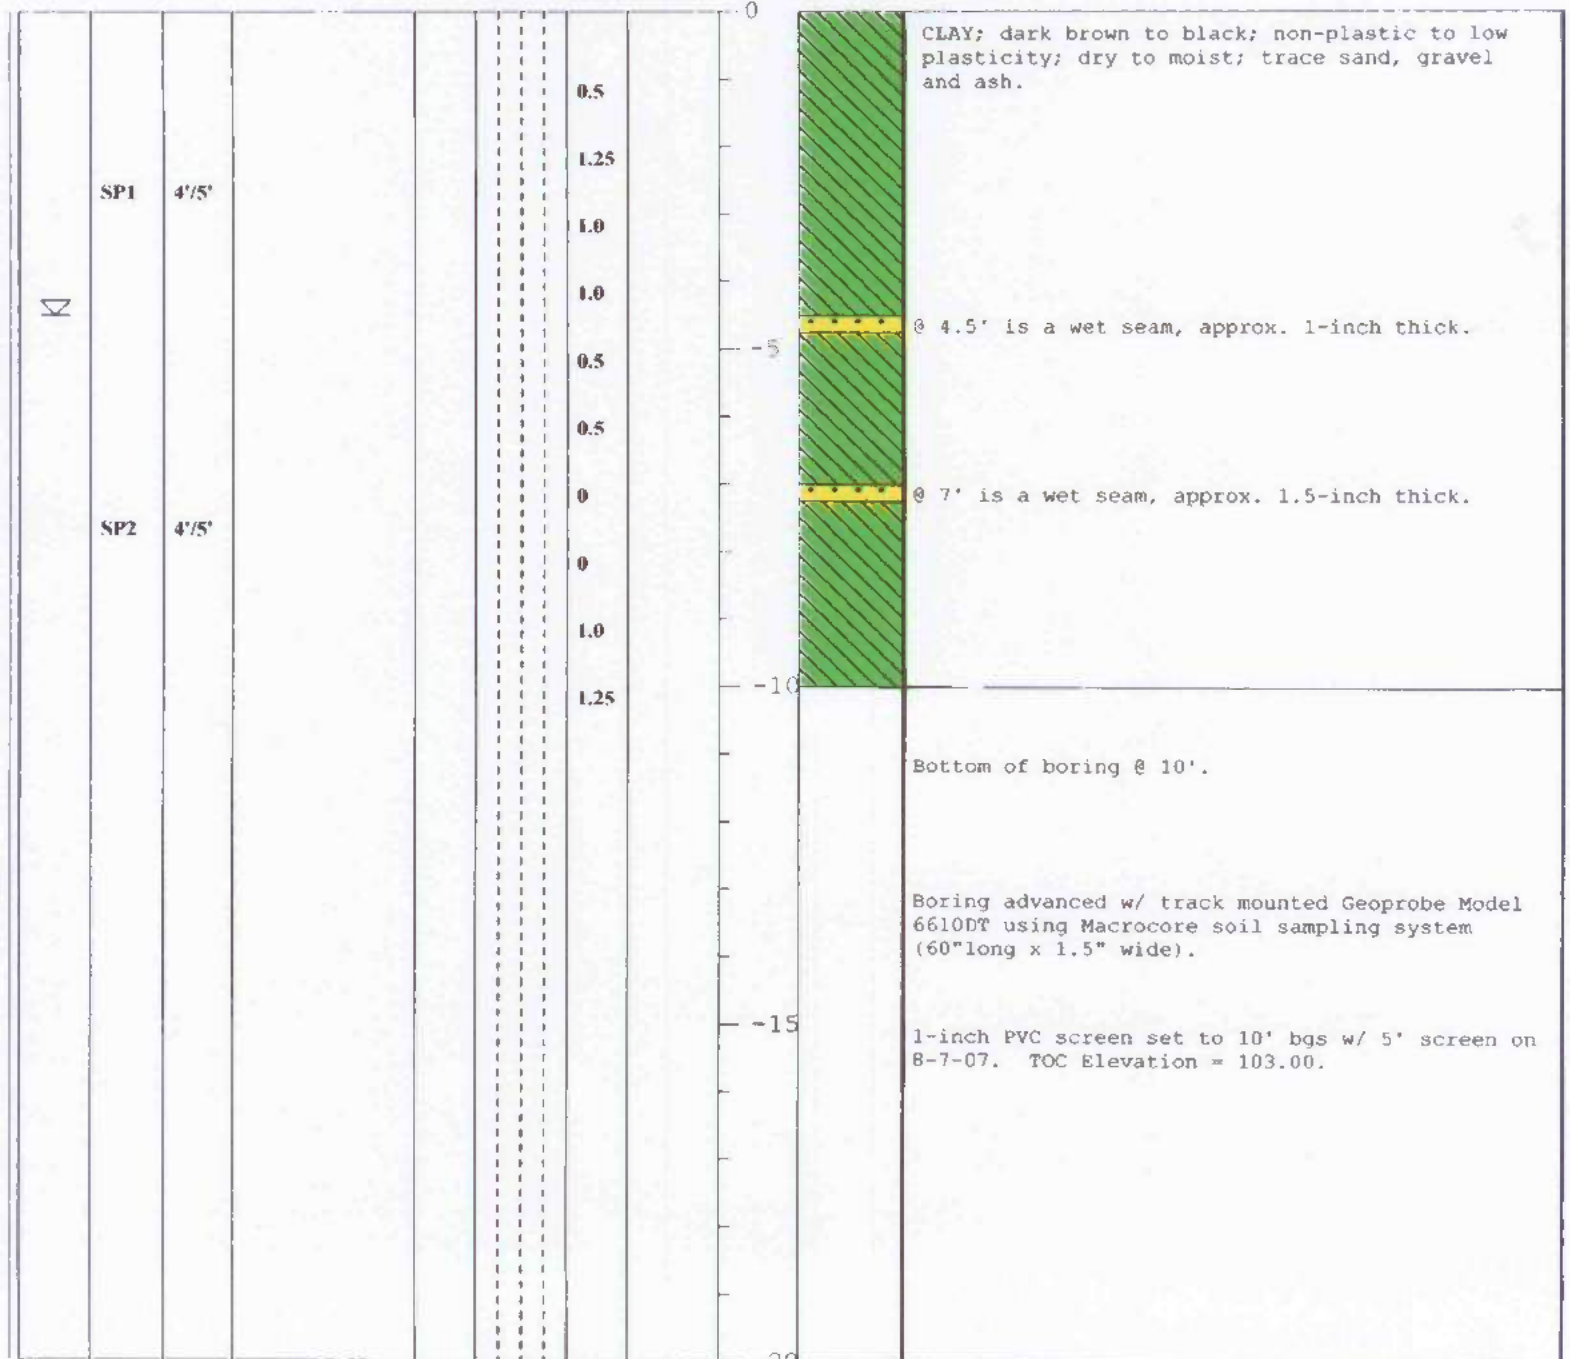 0
CLAY; dark brown to black; non-plastic to low
plasticity; dry to moist; trace sand, gravel
and ash.
0.5
1.25
SP1 4'/5'
1.0
1.0
@ 4.5' is a wet seam, approx. 1-inch thick.
-5
0.5
0.5
0
@ 7' is a wet seam, approx. 1.5-inch thick.
SP2 4'/5'
0
1.0
-10
1.25
Bottom of boring @ 10'.
Boring advanced w/ track mounted Geoprobe Model
6610DT using Macrocore soil sampling system
(60"long x 1.5" wide).
-15
1-inch PVC screen set to 10' bgs w/ 5' screen on
8-7-07. TOC Elevation = 103.00.